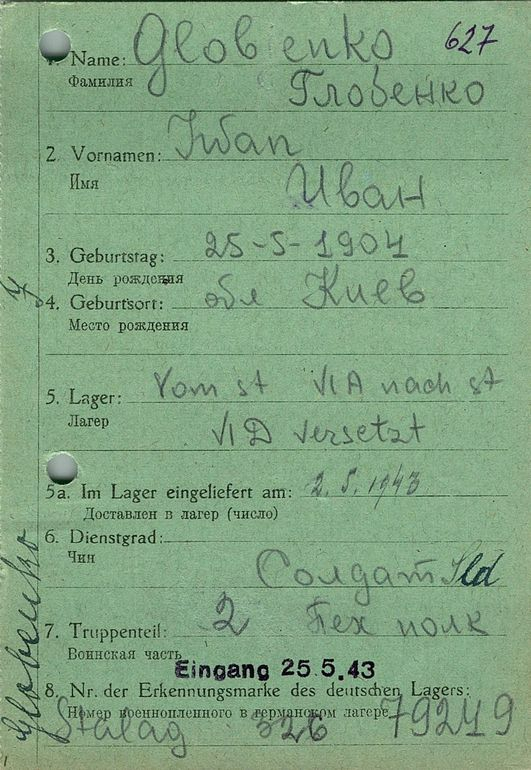 627
1. Name: Globenko
Фамилия Глобенко
2. Vornamen: Iwan
Имя Иван
3. Geburtstag: 25-5-1904
День рождения
4. Geburtsort: обл Киев
Место рождения
5. Lager: Vom st VI A nach st
Лагер VI D versetzt
5a. Im Lager eingeliefert am: 2.5.1943
Доставлен в лагер (число)
6. Dienstgrad:
Чин Солдат Sld
7. Truppenteil: 2 Пех полк
Воинская часть
Eingang 25.5.43
8. Nr. der Erkennungsmarke des deutschen Lagers:
Номер военнопленного в германском лагере
Stalag 326 79249
Globenko